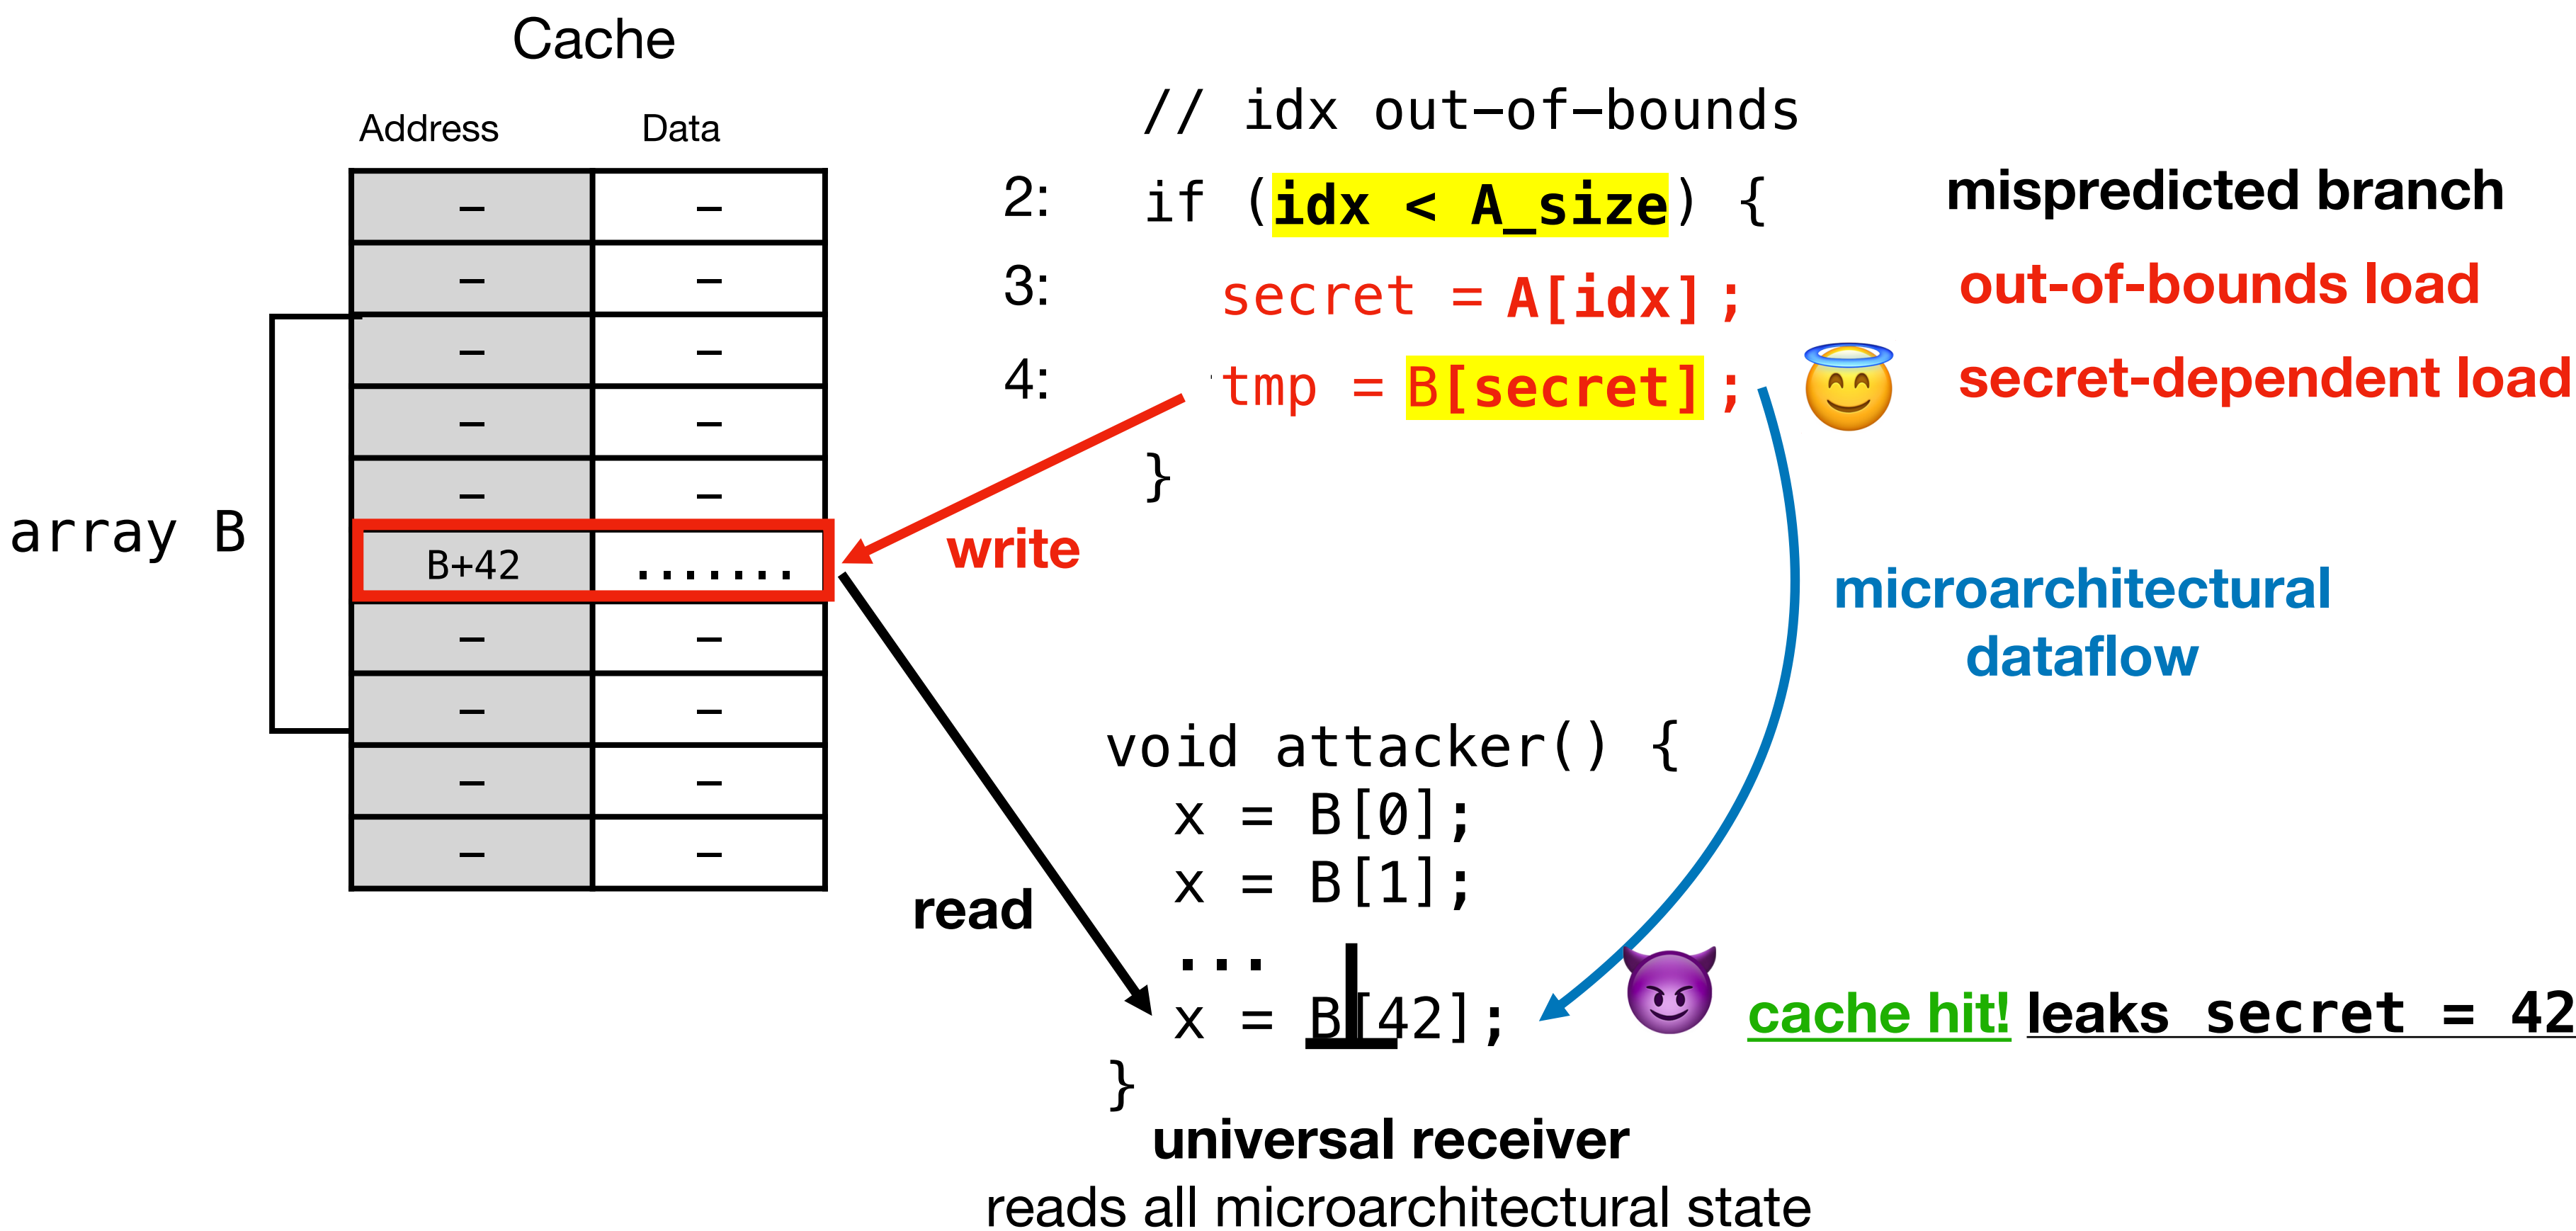 Cache
Address Data
– –
– –
– –
– –
– –
B+42 .......
– –
– –
– –
– –
array B
// idx out-of-bounds
2: if (idx < A_size) { mispredicted branch
3: secret = A[idx]; out-of-bounds load
4: tmp = B[secret]; secret-dependent load
}
write
read
microarchitectural
dataflow
void attacker() {
x = B[0];
x = B[1];
...
x = B[42]; cache hit! leaks secret = 42
}
⊥
universal receiver
reads all microarchitectural state